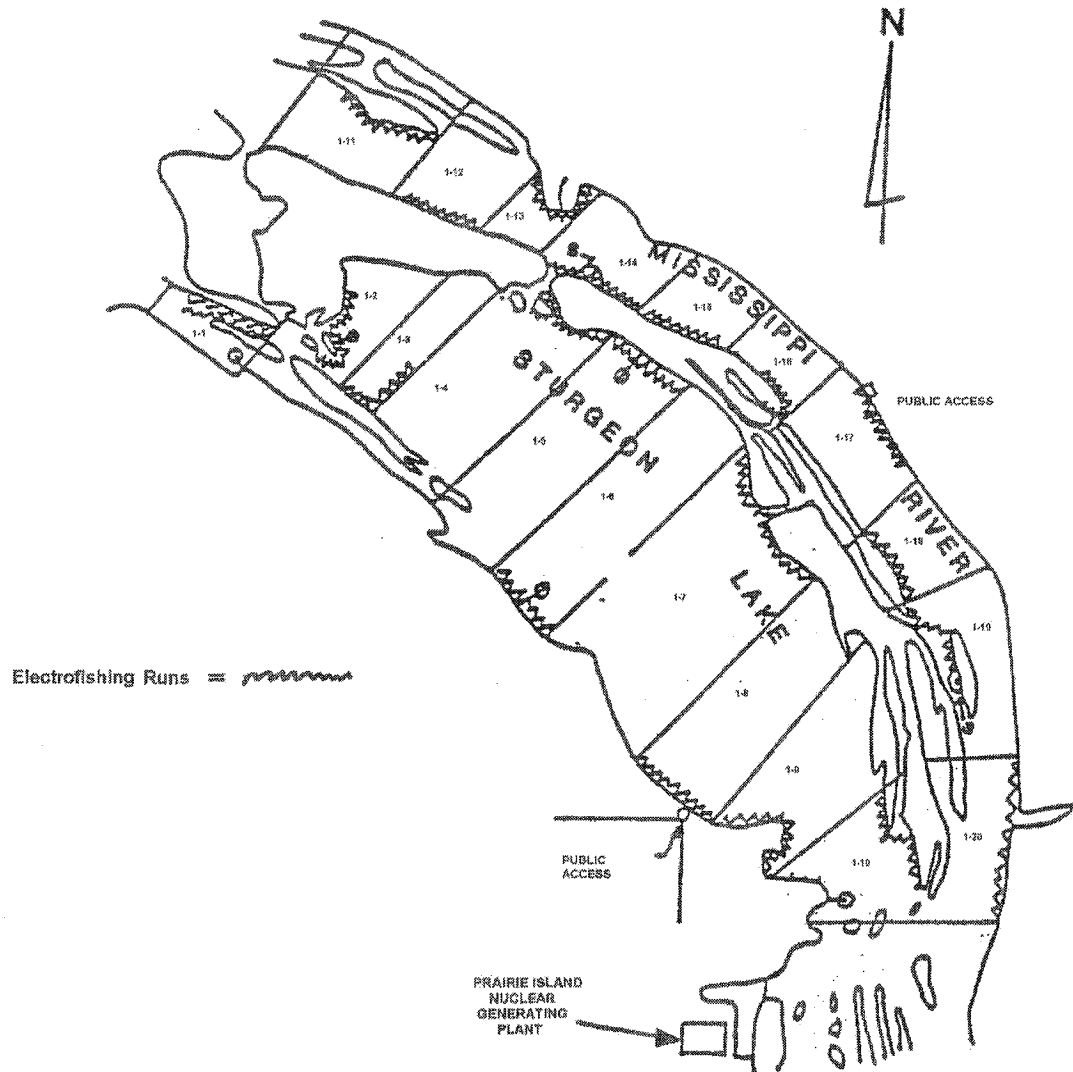 N
1-11
1-12
1-13
1-14
MISSISSIPPI
1-15
1-16
1-2
1-1
1-3
1-4
STURGEON
PUBLIC ACCESS
1-17
1-5
1-6
RIVER
1-18
LAKE
1-7
1-19
Electrofishing Runs =
1-8
1-9
1-20
1-10
PUBLIC
ACCESS
PRAIRIE ISLAND
NUCLEAR
GENERATING
PLANT